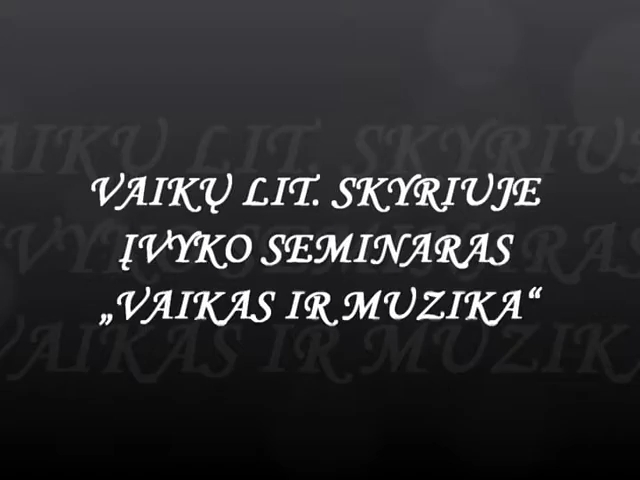 VAIKŲ LIT. SKYRIUJE
ĮVYKO SEMINARAS
„VAIKAS IR MUZIKA“